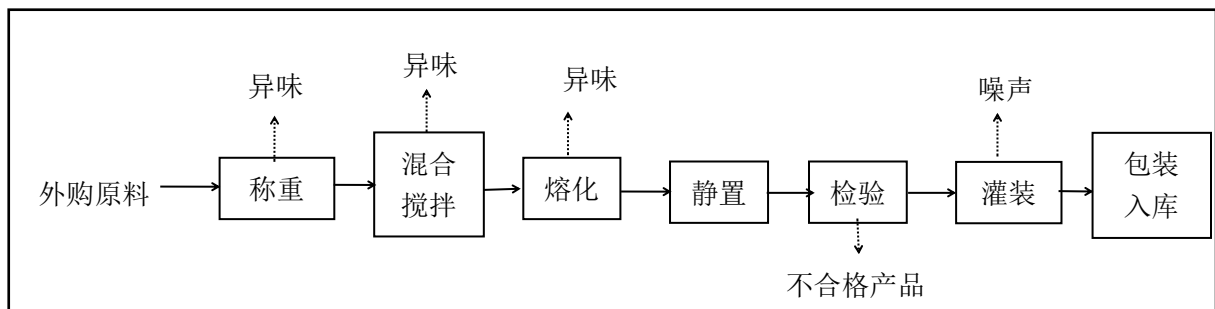 异味
异味
异味
噪声
外购原料
称重
混合
搅拌
熔化
静置
检验
灌装
包装
入库
不合格产品